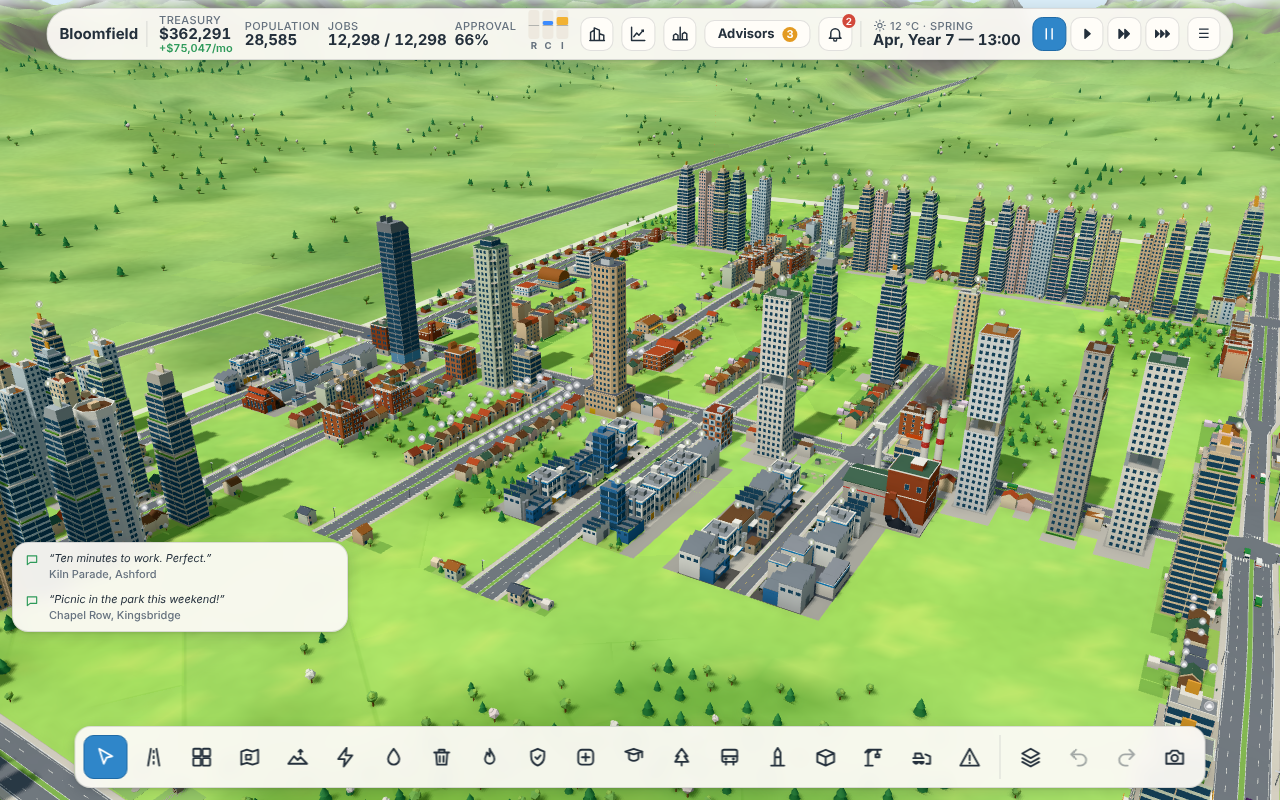 Bloomfield
TREASURY
$362,291
+$75,047/mo
POPULATION
28,585
JOBS
12,298 / 12,298
APPROVAL
66%
R C I
Advisors 3
2
12 °C · SPRING
Apr, Year 7 — 13:00
“Ten minutes to work. Perfect.”
Kiln Parade, Ashford
“Picnic in the park this weekend!”
Chapel Row, Kingsbridge